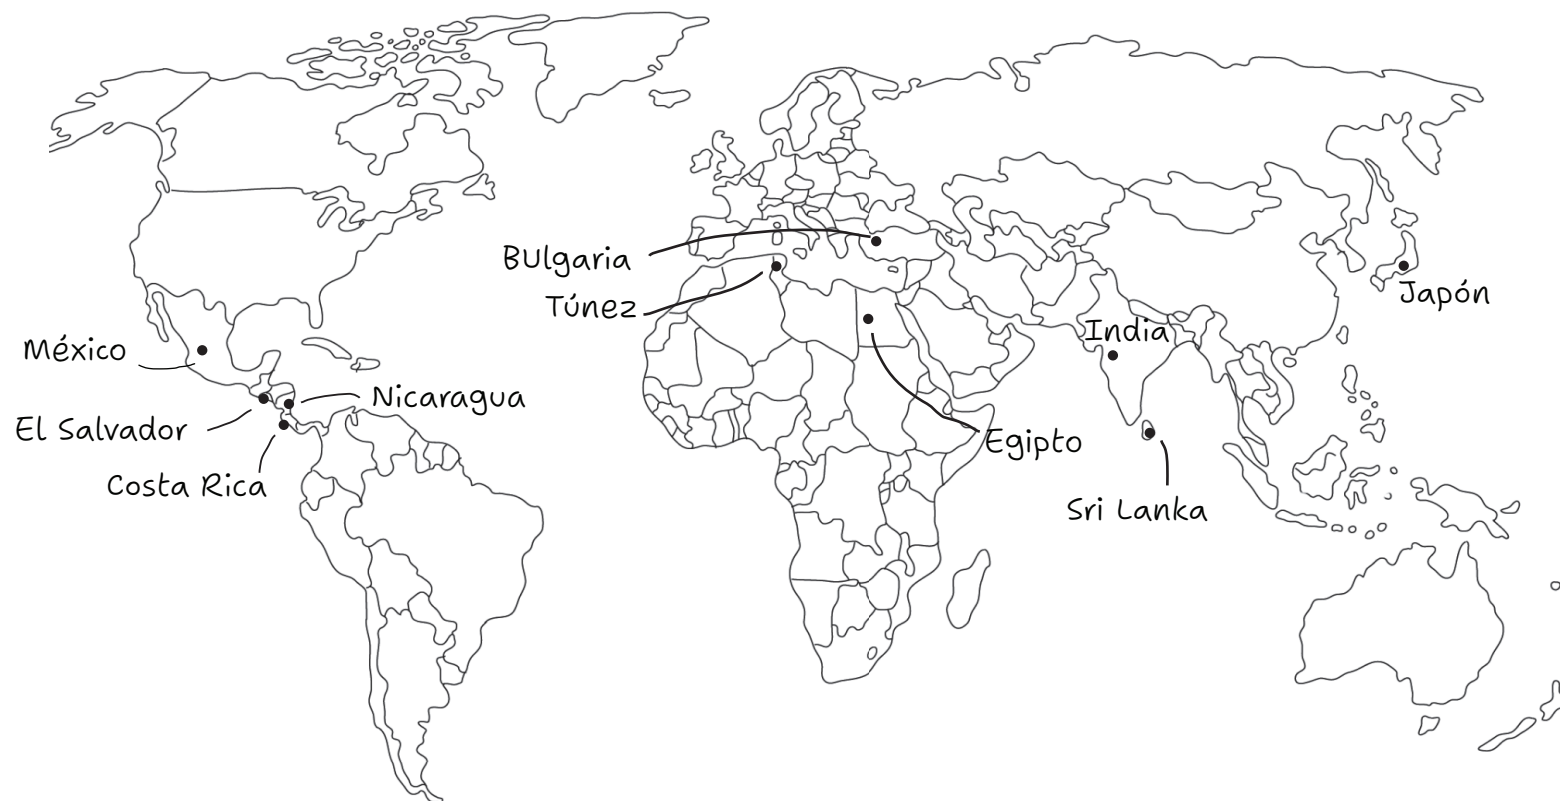 BUlgaria
Túnez
Japón
India
México
Nicaragua
El Salvador
Egipto
Costa Rica
Sri Lanka